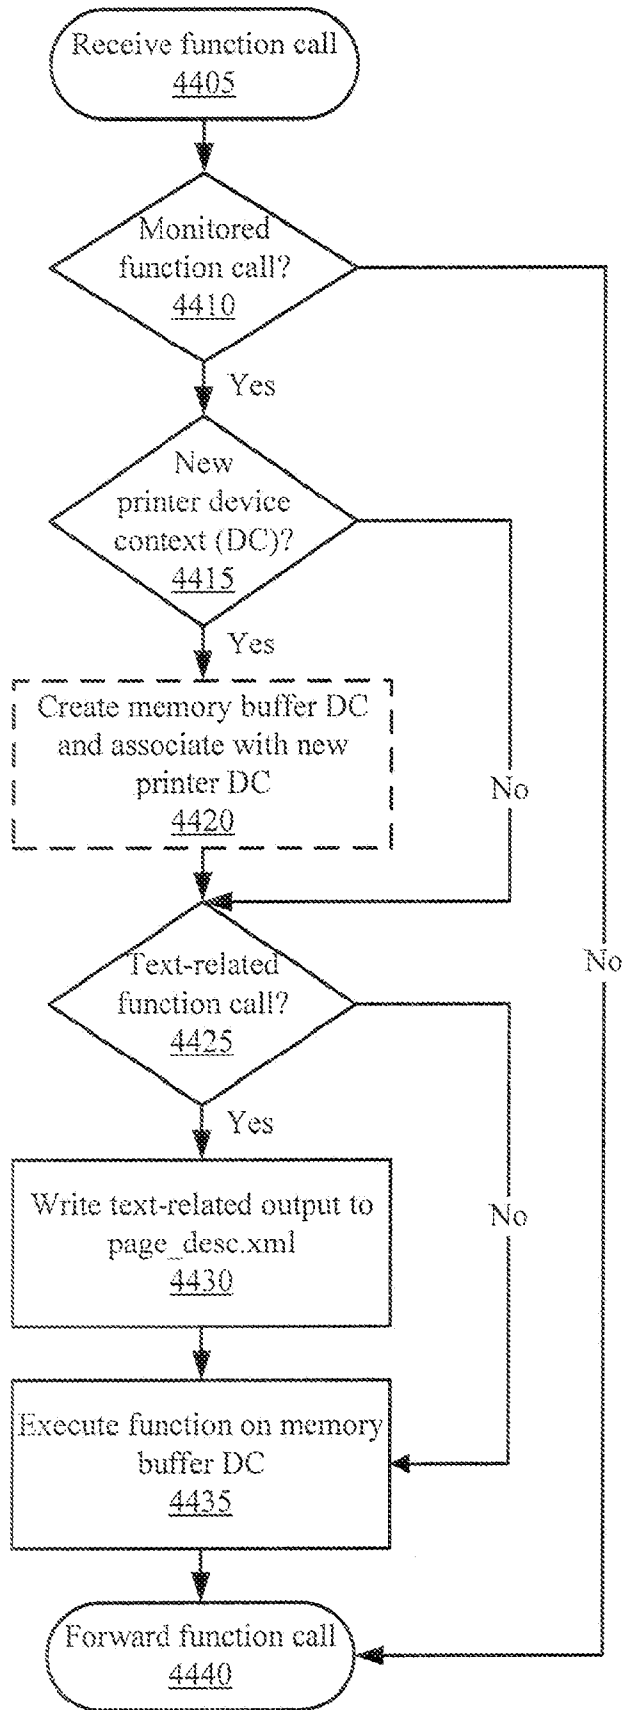 Receive function call
4405
Monitored
function call?
4410
Yes
New
printer device
context (DC)?
4415
Yes
Create memory buffer DC
and associate with new
printer DC
4420
No
Text-related
function call?
4425
No
Yes
Write text-related output to
page_desc.xml
4430
No
Execute function on memory
buffer DC
4435
Forward function call
4440